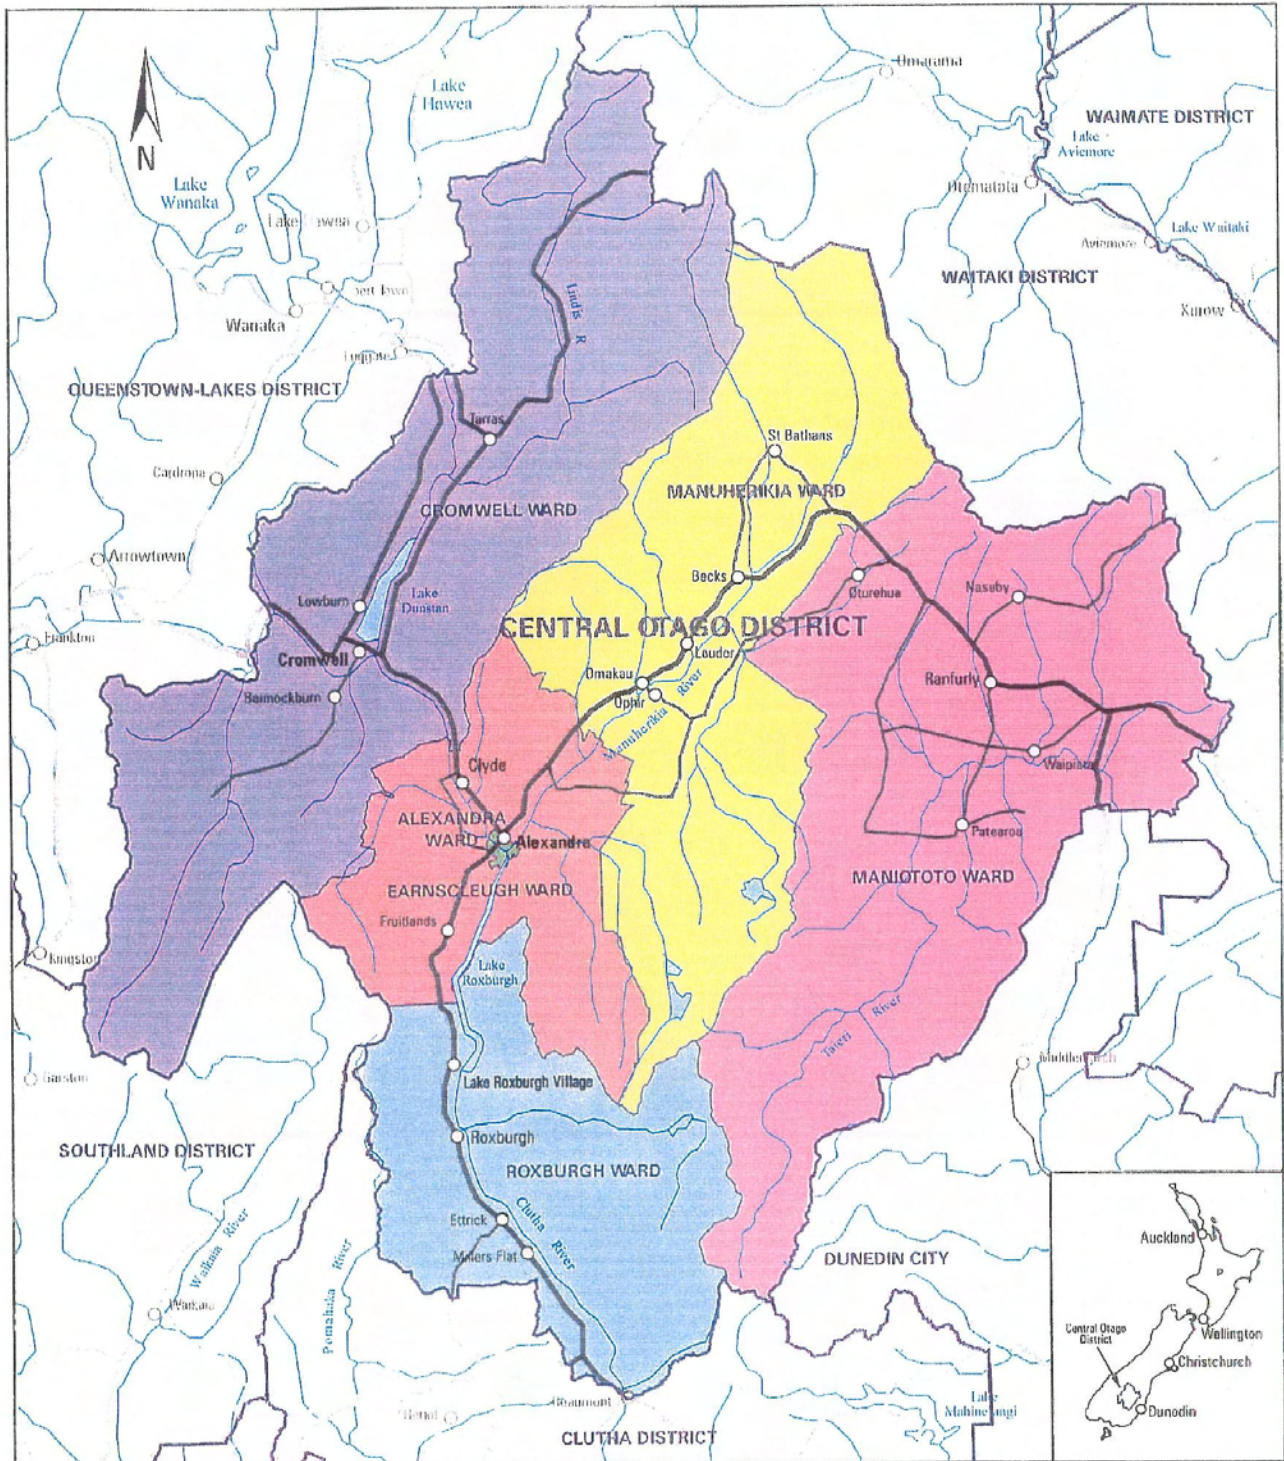 Omarama
Lake
Hawea
WAIMATE DISTRICT
Lake
Aviemore
N
Lake
Wanaka
Otematata
Lake Waitaki
Aviemore
WAITAKI DISTRICT
Lindis R
Kurow
Wanaka
Luggate
QUEENSTOWN-LAKES DISTRICT
Tarras
St Bathans
Cardrona
MANUHERIKIA WARD
CROMWELL WARD
Arrowtown
Becks
Oturehua
Naseby
Lowburn
Lake
Dunstan
CENTRAL OTAGO DISTRICT
Frankton
Cromwell
Lauder
Omakau
Ranfurly
Bannockburn
Ophir
Manuherikia River
Clyde
Waipiata
ALEXANDRA
WARD
Alexandra
Patearoa
EARNSCLEUGH WARD
MANIOTOTO WARD
Fruitlands
Kingston
Lake
Roxburgh
Taieri River
Garston
Lake Roxburgh Village
SOUTHLAND DISTRICT
Roxburgh
ROXBURGH WARD
Ettrick
Clutha River
Millers Flat
Waikaia River
Pomahaka River
Waikaia
DUNEDIN CITY
Auckland
Wellington
Central Otago
District
Christchurch
Dunedin
Beaumont
Lake
CLUTHA DISTRICT